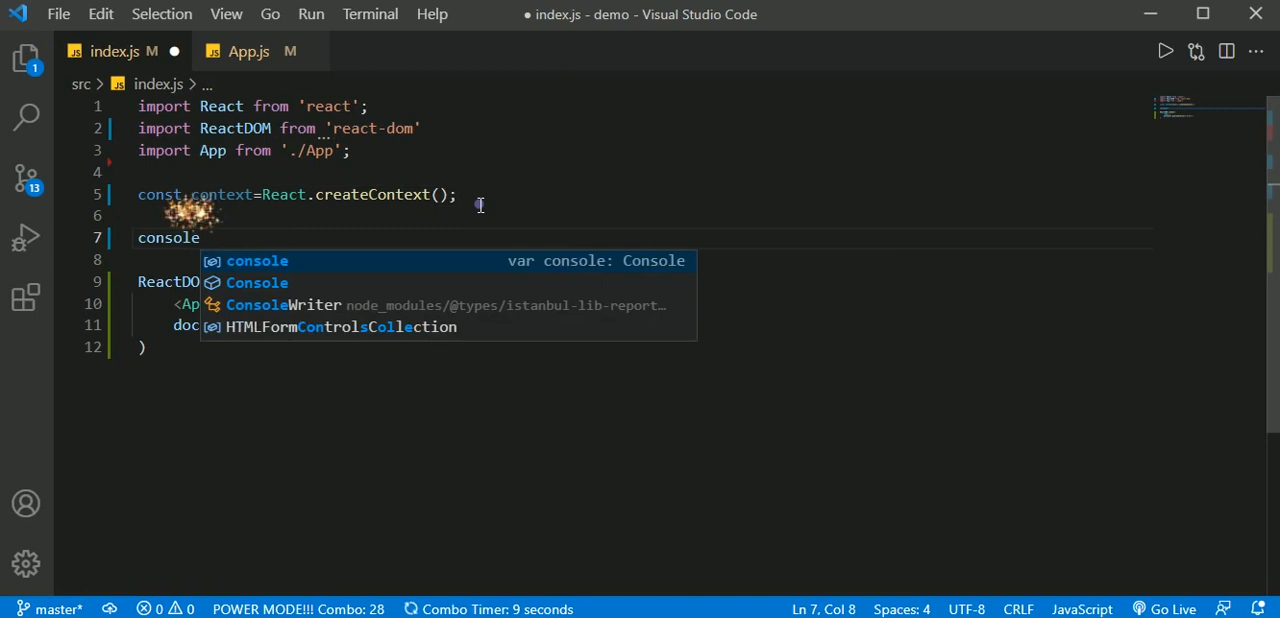 File Edit Selection View Go Run Terminal Help ● index.js - demo - Visual Studio Code
JS index.js M ● JS App.js M
src > JS index.js > ...
1 import React from 'react';
2 import ReactDOM from 'react-dom'
3 import App from './App';
4
5 const context=React.createContext();
6
7 console
console var console: Console
8
9 ReactDO
Console
10 <Ap
ConsoleWriter node_modules/@types/istanbul-lib-report…
11 doc
HTMLFormControlsCollection
12 )
1
13
master* 0 0 POWER MODE!!! Combo: 28 Combo Timer: 9 seconds Ln 7, Col 8 Spaces: 4 UTF-8 CRLF JavaScript Go Live